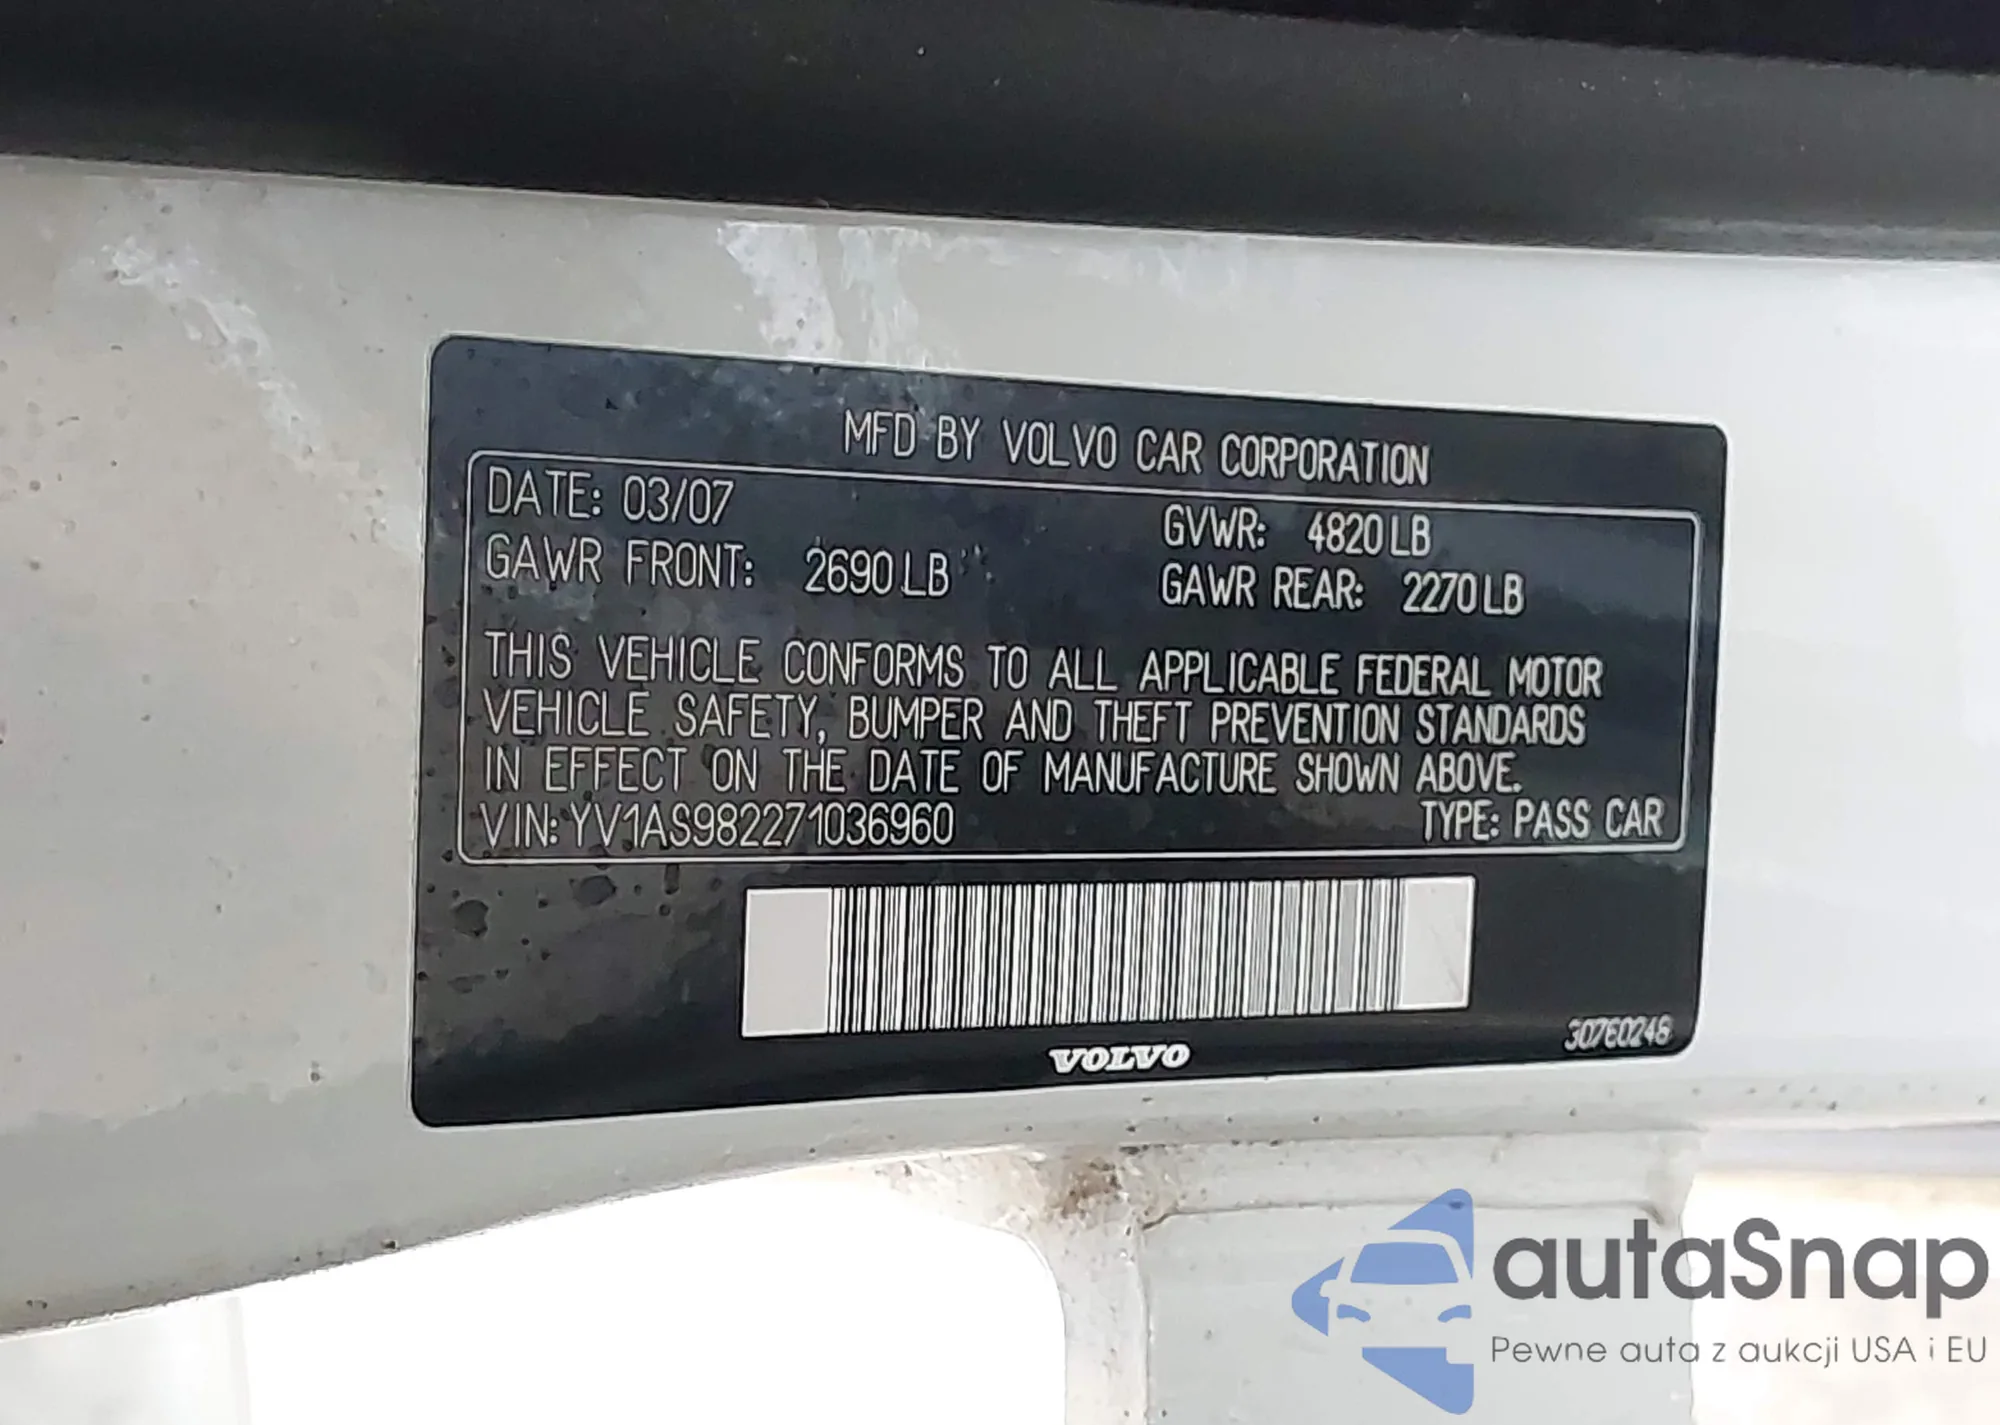 MFD BY VOLVO CAR CORPORATION
DATE: 03/07
GVWR: 4820 LB
GAWR FRONT: 2690 LB
GAWR REAR: 2270 LB
THIS VEHICLE CONFORMS TO ALL APPLICABLE FEDERAL MOTOR
VEHICLE SAFETY, BUMPER AND THEFT PREVENTION STANDARDS
IN EFFECT ON THE DATE OF MANUFACTURE SHOWN ABOVE.
VIN: YV1AS982271036960 TYPE: PASS CAR
30760248
VOLVO
autaSnap
Pewne auta z aukcji USA i EU